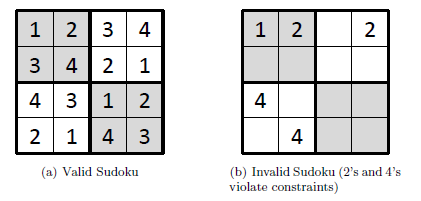 1 2 3 4
3 4 2 1
4 3 1 2
2 1 4 3
(a) Valid Sudoku
1 2 2
4
4
(b) Invalid Sudoku (2's and 4's
violate constraints)